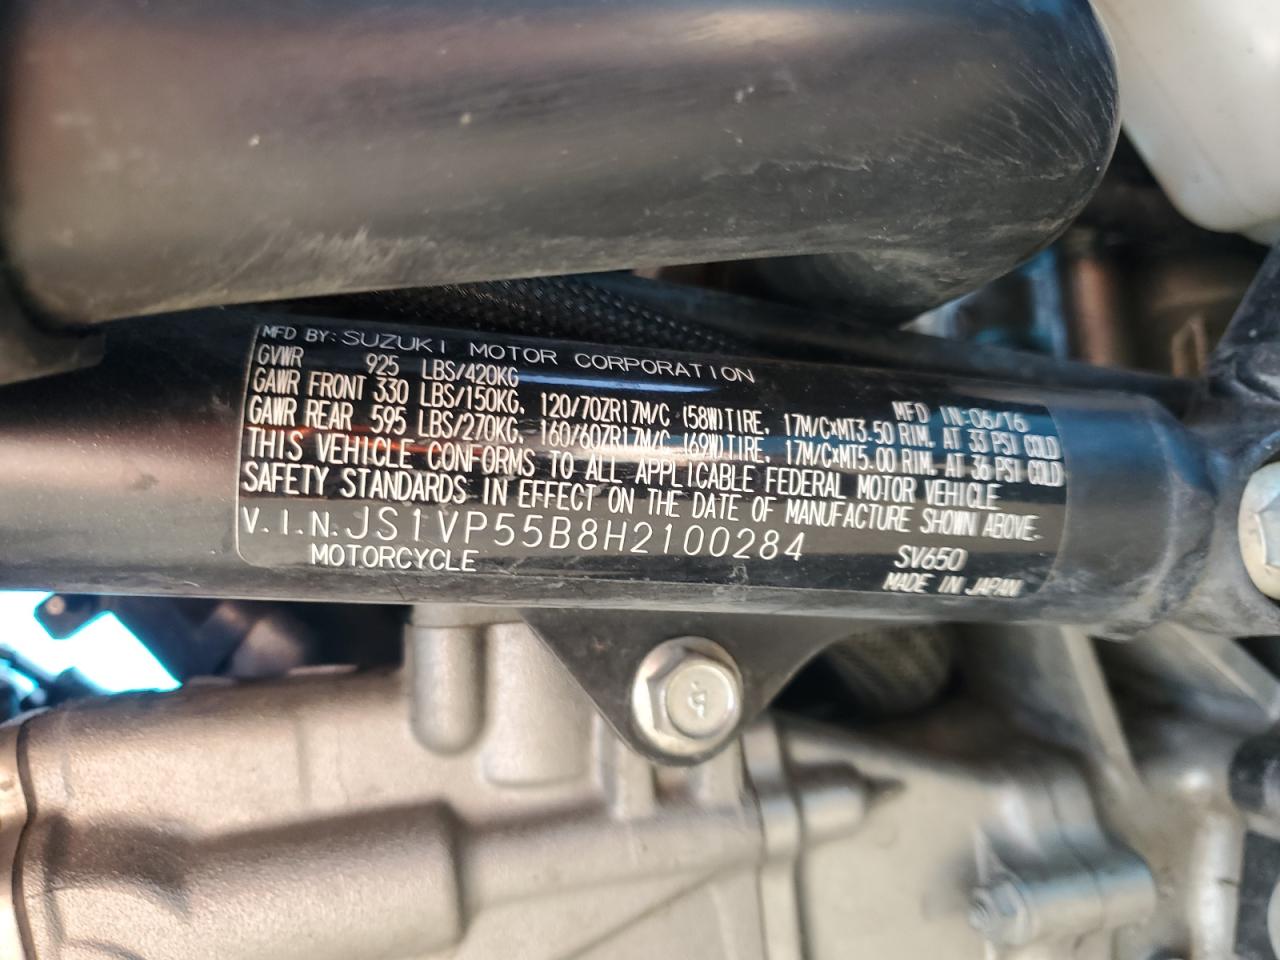 MFD BY: SUZUKI MOTOR CORPORATION MFD IN:06/16
GVWR 925 LBS/420KG
GAWR FRONT 330 LBS/150KG. 120/70ZR17M/C (58W)TIRE. 17M/C×MT3.50 RIM. AT 33 PSI COLD
GAWR REAR 595 LBS/270KG. 160/60ZR17M/C (69W)TIRE. 17M/C×MT5.00 RIM. AT 36 PSI COLD
THIS VEHICLE CONFORMS TO ALL APPLICABLE FEDERAL MOTOR VEHICLE
SAFETY STANDARDS IN EFFECT ON THE DATE OF MANUFACTURE SHOWN ABOVE.
V.I.N.JS1VP55B8H2100284 SV650
MOTORCYCLE MADE IN JAPAN